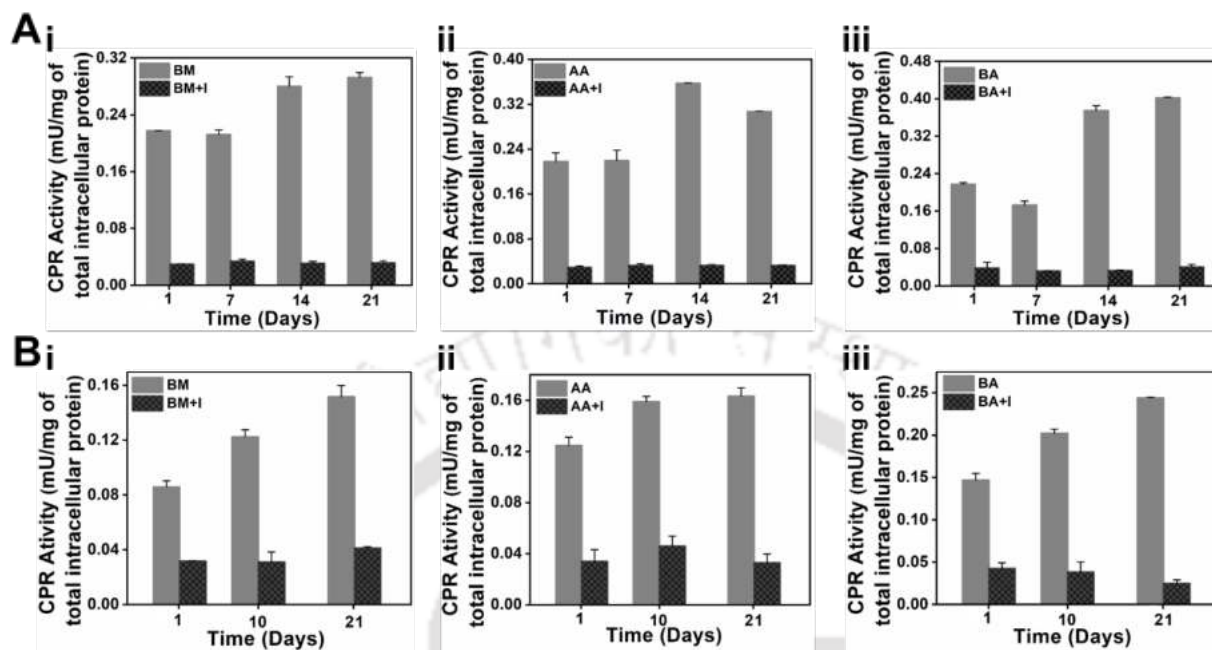 A
i
CPR Activity (mU/mg of
total intracellular protein)
0.32
0.24
0.16
0.08
0.00
BM
BM+I
1 7 14 21
Time (Days)
ii
CPR Activity (mU/mg of
total intracellular protein)
0.40
0.32
0.24
0.16
0.08
0.00
AA
AA+I
1 7 14 21
Time (Days)
iii
CPR Activity (mU/mg of
total intracellular protein)
0.48
0.40
0.32
0.24
0.16
0.08
0.00
BA
BA+I
1 7 14 21
Time (Days)
B
i
CPR Ativity (mU/mg of
total intracellular protein)
0.16
0.12
0.08
0.04
0.00
BM
BM+I
1 10 21
Time (Days)
ii
CPR Ativity (mU/mg of
total intracellular protein)
0.16
0.12
0.08
0.04
0.00
AA
AA+I
1 10 21
Time (Days)
iii
CPR Ativity (mU/mg of
total intracellular protein)
0.25
0.20
0.15
0.10
0.05
0.00
BA
BA+I
1 10 21
Time (Days)